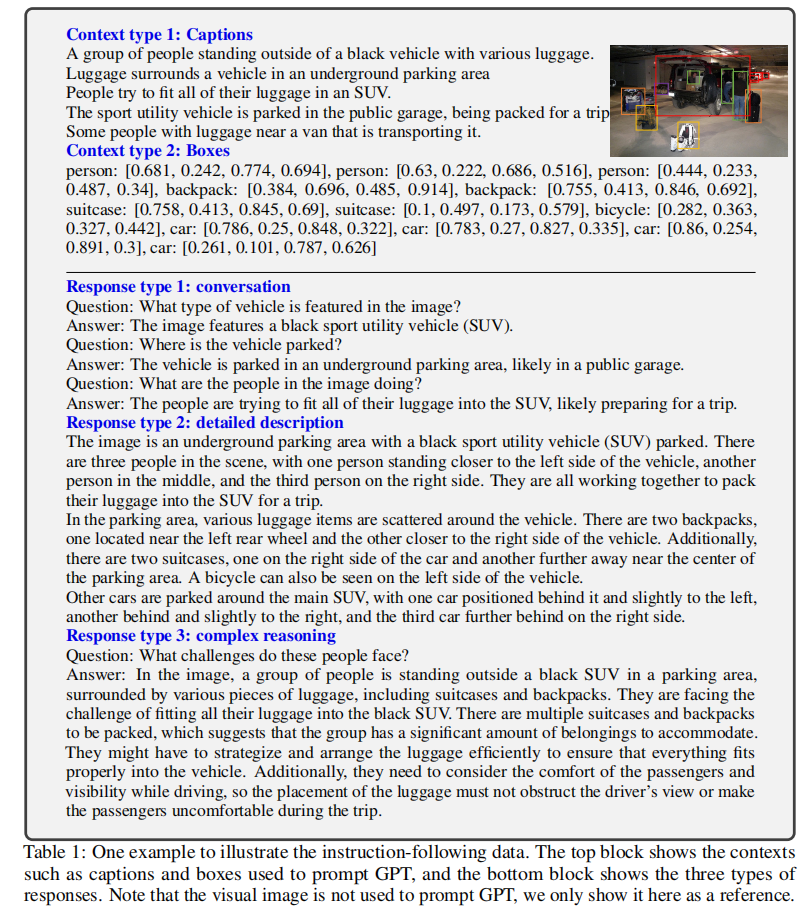 Context type 1: Captions
A group of people standing outside of a black vehicle with various luggage.
Luggage surrounds a vehicle in an underground parking area
People try to fit all of their luggage in an SUV.
The sport utility vehicle is parked in the public garage, being packed for a trip
Some people with luggage near a van that is transporting it.
Context type 2: Boxes
person: [0.681, 0.242, 0.774, 0.694], person: [0.63, 0.222, 0.686, 0.516], person: [0.444, 0.233,
0.487, 0.34], backpack: [0.384, 0.696, 0.485, 0.914], backpack: [0.755, 0.413, 0.846, 0.692],
suitcase: [0.758, 0.413, 0.845, 0.69], suitcase: [0.1, 0.497, 0.173, 0.579], bicycle: [0.282, 0.363,
0.327, 0.442], car: [0.786, 0.25, 0.848, 0.322], car: [0.783, 0.27, 0.827, 0.335], car: [0.86, 0.254,
0.891, 0.3], car: [0.261, 0.101, 0.787, 0.626]
Response type 1: conversation
Question: What type of vehicle is featured in the image?
Answer: The image features a black sport utility vehicle (SUV).
Question: Where is the vehicle parked?
Answer: The vehicle is parked in an underground parking area, likely in a public garage.
Question: What are the people in the image doing?
Answer: The people are trying to fit all of their luggage into the SUV, likely preparing for a trip.
Response type 2: detailed description
The image is an underground parking area with a black sport utility vehicle (SUV) parked. There
are three people in the scene, with one person standing closer to the left side of the vehicle, another
person in the middle, and the third person on the right side. They are all working together to pack
their luggage into the SUV for a trip.
In the parking area, various luggage items are scattered around the vehicle. There are two backpacks,
one located near the left rear wheel and the other closer to the right side of the vehicle. Additionally,
there are two suitcases, one on the right side of the car and another further away near the center of
the parking area. A bicycle can also be seen on the left side of the vehicle.
Other cars are parked around the main SUV, with one car positioned behind it and slightly to the left,
another behind and slightly to the right, and the third car further behind on the right side.
Response type 3: complex reasoning
Question: What challenges do these people face?
Answer: In the image, a group of people is standing outside a black SUV in a parking area,
surrounded by various pieces of luggage, including suitcases and backpacks. They are facing the
challenge of fitting all their luggage into the black SUV. There are multiple suitcases and backpacks
to be packed, which suggests that the group has a significant amount of belongings to accommodate.
They might have to strategize and arrange the luggage efficiently to ensure that everything fits
properly into the vehicle. Additionally, they need to consider the comfort of the passengers and
visibility while driving, so the placement of the luggage must not obstruct the driver's view or make
the passengers uncomfortable during the trip.
Table 1: One example to illustrate the instruction-following data. The top block shows the contexts
such as captions and boxes used to prompt GPT, and the bottom block shows the three types of
responses. Note that the visual image is not used to prompt GPT, we only show it here as a reference.